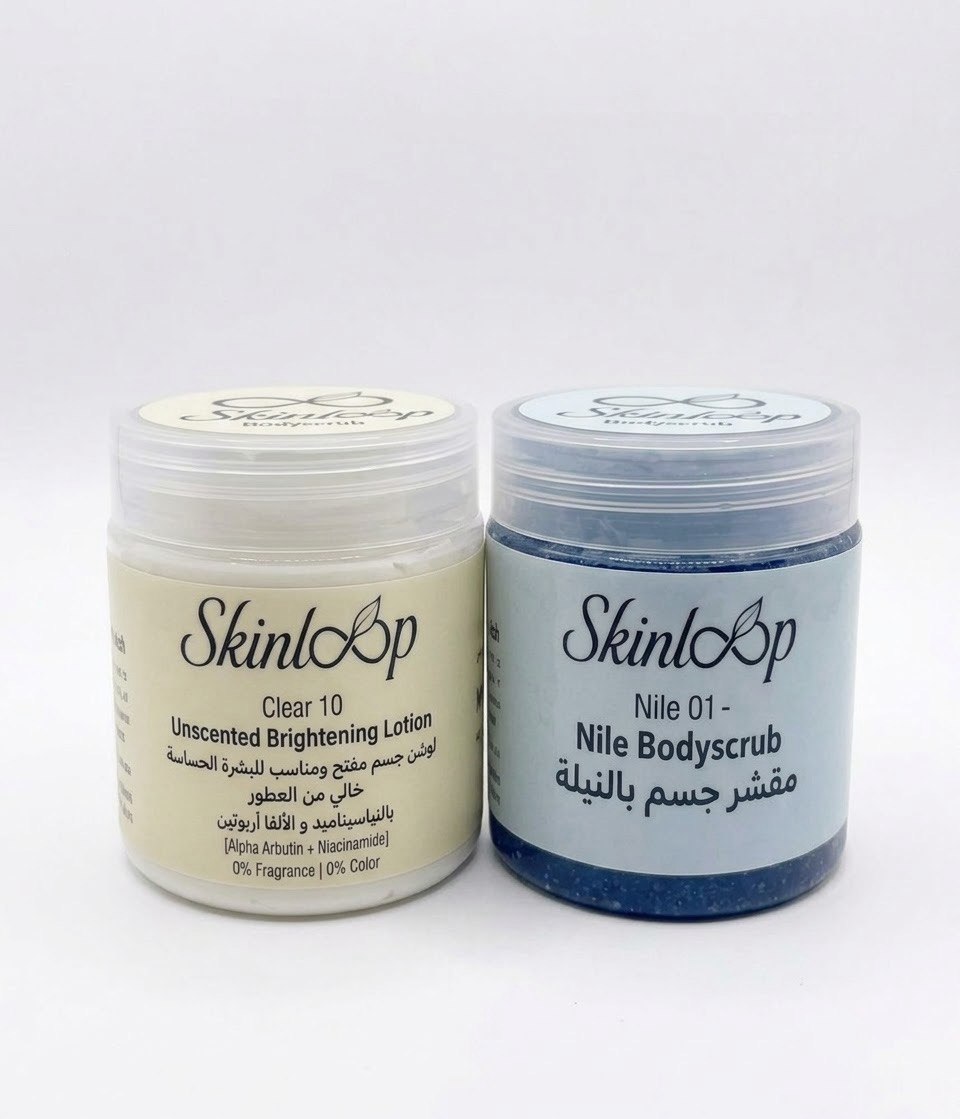 Skinloop
Bodyscrub
Skinloop
Clear 10
Unscented Brightening Lotion
لوشن جسم مفتح ومناسب للبشرة الحساسة
خالي من العطور
بالنياسيناميد و الألفا أربوتين
[Alpha Arbutin + Niacinamide]
0% Fragrance | 0% Color
Skinloop
Bodyscrub
Skinloop
Nile 01 -
Nile Bodyscrub
مقشر جسم بالنيلة